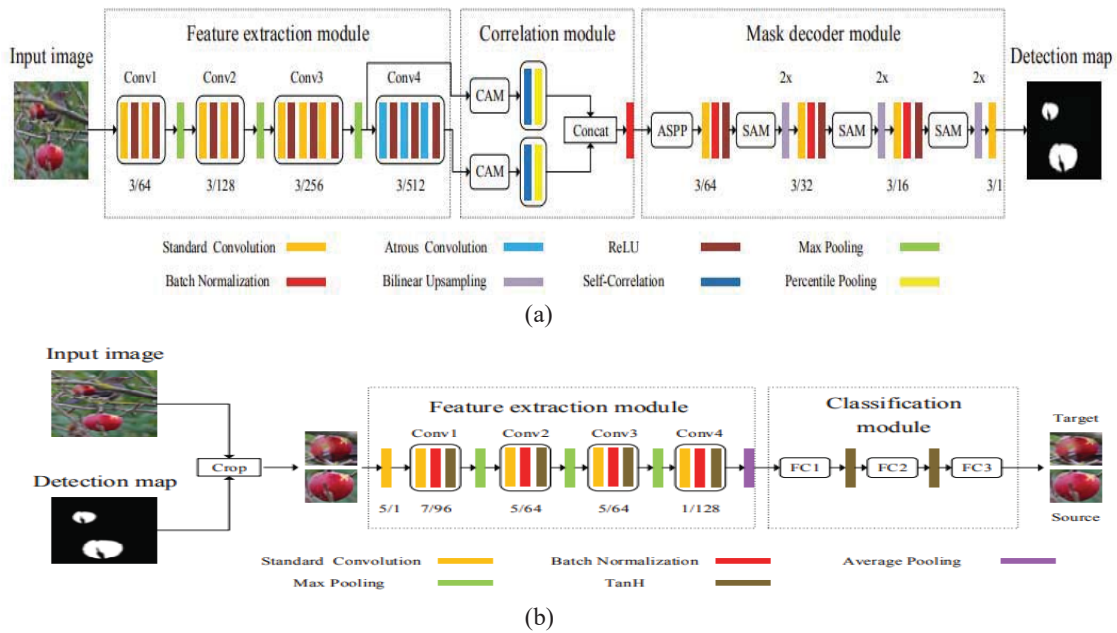 Feature extraction module
Correlation module
Mask decoder module
Input image
Detection map
Conv1
Conv2
Conv3
Conv4
CAM
CAM
Concat
ASPP
SAM
2x
SAM
2x
SAM
2x
3/64
3/128
3/256
3/512
3/64
3/32
3/16
3/1
Standard Convolution
Atrous Convolution
ReLU
Max Pooling
Batch Normalization
Bilinear Upsampling
Self-Correlation
Percentile Pooling
(a)
Input image
Detection map
Crop
Feature extraction module
Conv1
Conv2
Conv3
Conv4
5/1
7/96
5/64
5/64
1/128
Classification
module
FC1
FC2
FC3
Target
Source
Standard Convolution
Batch Normalization
Average Pooling
Max Pooling
TanH
(b)